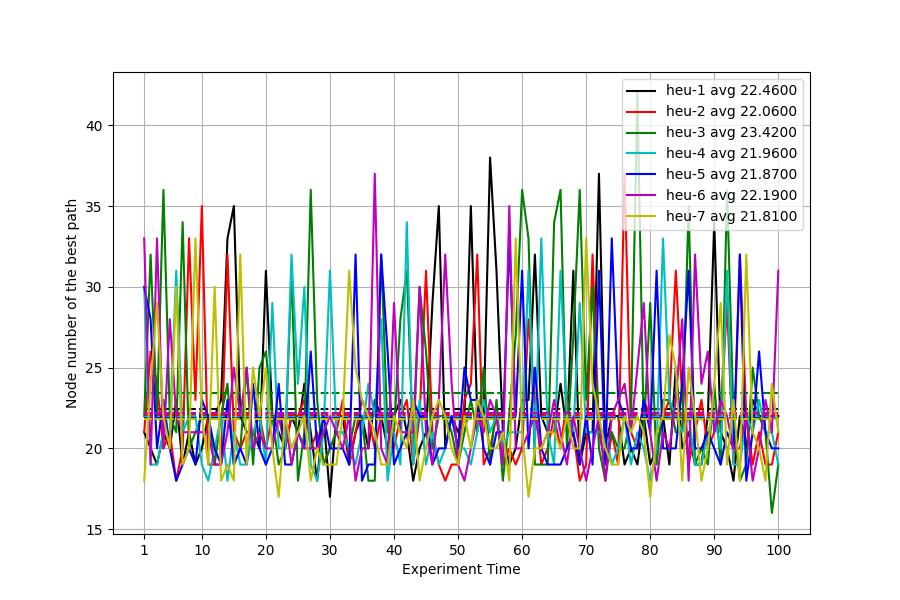 heu-1 avg 22.4600
heu-2 avg 22.0600
heu-3 avg 23.4200
heu-4 avg 21.9600
heu-5 avg 21.8700
heu-6 avg 22.1900
heu-7 avg 21.8100
Node number of the best path
40
35
30
25
20
15
1 10 20 30 40 50 60 70 80 90 100
Experiment Time